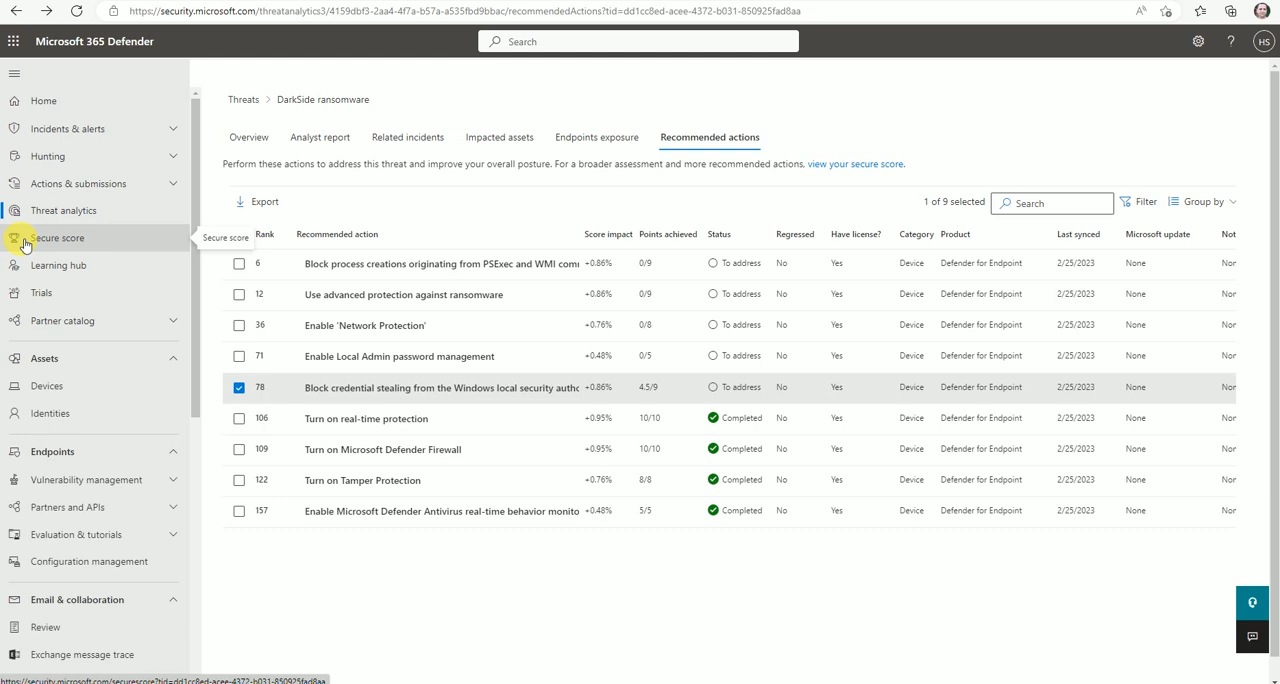 https://security.microsoft.com/threatanalytics3/4159dbf3-2aa4-4f7a-b57a-a535fbd9bbac/recommendedActions?tid=dd1cc8ed-acee-4372-b031-850925fad8aa
Microsoft 365 Defender
Search
HS
Home
Incidents & alerts
Hunting
Actions & submissions
Threat analytics
Secure score
Learning hub
Trials
Partner catalog
Assets
Devices
Identities
Endpoints
Vulnerability management
Partners and APIs
Evaluation & tutorials
Configuration management
Email & collaboration
Review
Exchange message trace
Secure score
Threats > DarkSide ransomware
Overview Analyst report Related incidents Impacted assets Endpoints exposure Recommended actions
Perform these actions to address this threat and improve your overall posture. For a broader assessment and more recommended actions, view your secure score.
Export 1 of 9 selected Search Filter Group by
Rank Recommended action Score impact Points achieved Status Regressed Have license? Category Product Last synced Microsoft update Not
6 Block process creations originating from PSExec and WMI com +0.86% 0/9 To address No Yes Device Defender for Endpoint 2/25/2023 None Nor
12 Use advanced protection against ransomware +0.86% 0/9 To address No Yes Device Defender for Endpoint 2/25/2023 None Nor
36 Enable 'Network Protection' +0.76% 0/8 To address No Yes Device Defender for Endpoint 2/25/2023 None Nor
71 Enable Local Admin password management +0.48% 0/5 To address No Yes Device Defender for Endpoint 2/25/2023 None Nor
78 Block credential stealing from the Windows local security autho +0.86% 4.5/9 To address No Yes Device Defender for Endpoint 2/25/2023 None Nor
106 Turn on real-time protection +0.95% 10/10 Completed No Yes Device Defender for Endpoint 2/25/2023 None Nor
109 Turn on Microsoft Defender Firewall +0.95% 10/10 Completed No Yes Device Defender for Endpoint 2/25/2023 None Nor
122 Turn on Tamper Protection +0.76% 8/8 Completed No Yes Device Defender for Endpoint 2/25/2023 None Nor
157 Enable Microsoft Defender Antivirus real-time behavior monito +0.48% 5/5 Completed No Yes Device Defender for Endpoint 2/25/2023 None Nor
https://security.microsoft.com/securescore?tid=dd1cc8ed-acee-4372-b031-850925fad8aa